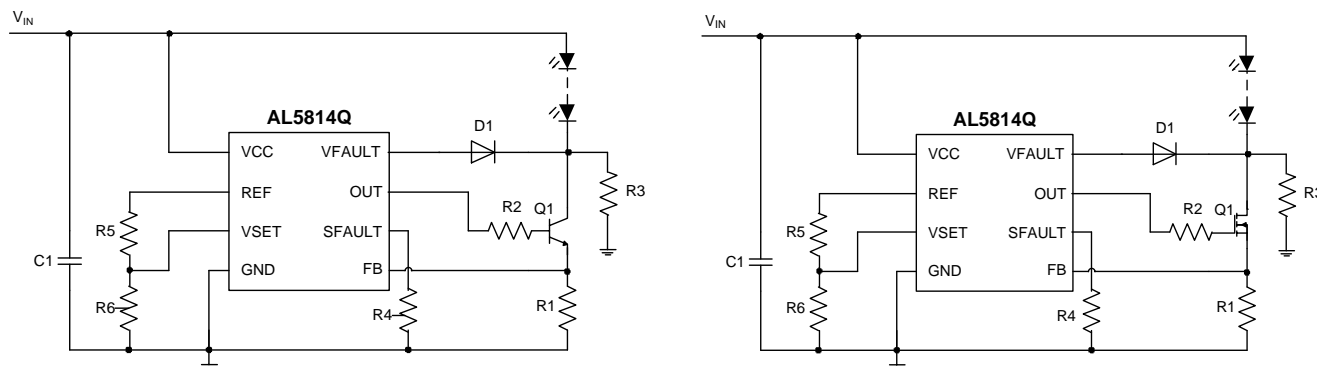 VIN
AL5814Q
D1
VCC
VFAULT
REF
OUT
R2
Q1
R3
R5
VSET
SFAULT
C1
GND
FB
R6
R4
R1
VIN
AL5814Q
D1
VCC
VFAULT
REF
OUT
R2
Q1
R3
R5
VSET
SFAULT
C1
GND
FB
R6
R4
R1